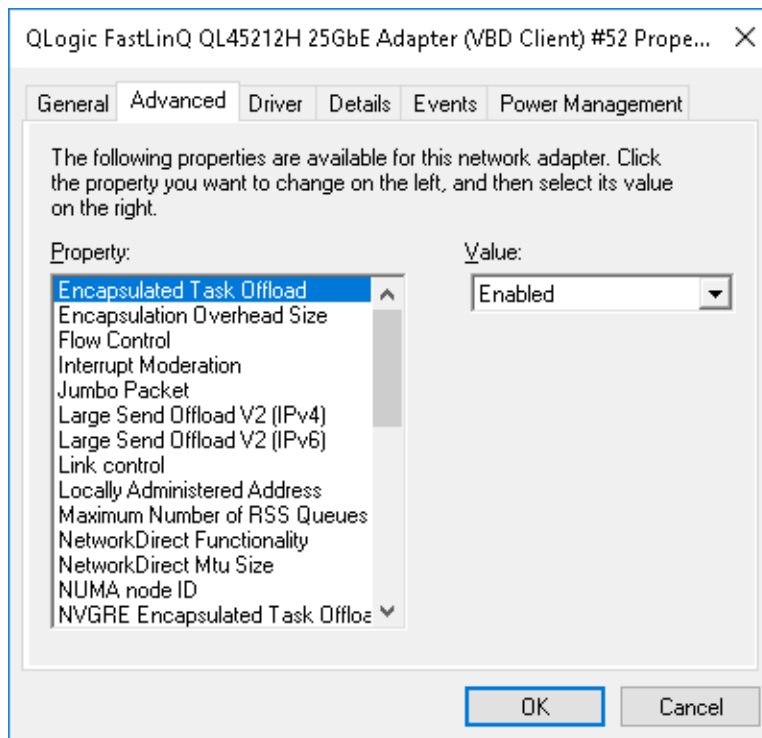 QLogic FastLinQ QL45212H 25GbE Adapter (VBD Client) #52 Prope...
General Advanced Driver Details Events Power Management
The following properties are available for this network adapter. Click
the property you want to change on the left, and then select its value
on the right.
Property:
Value:
Encapsulated Task Offload
Enabled
Encapsulation Overhead Size
Flow Control
Interrupt Moderation
Jumbo Packet
Large Send Offload V2 (IPv4)
Large Send Offload V2 (IPv6)
Link control
Locally Administered Address
Maximum Number of RSS Queues
NetworkDirect Functionality
NetworkDirect Mtu Size
NUMA node ID
NVGRE Encapsulated Task Offloa
OK
Cancel